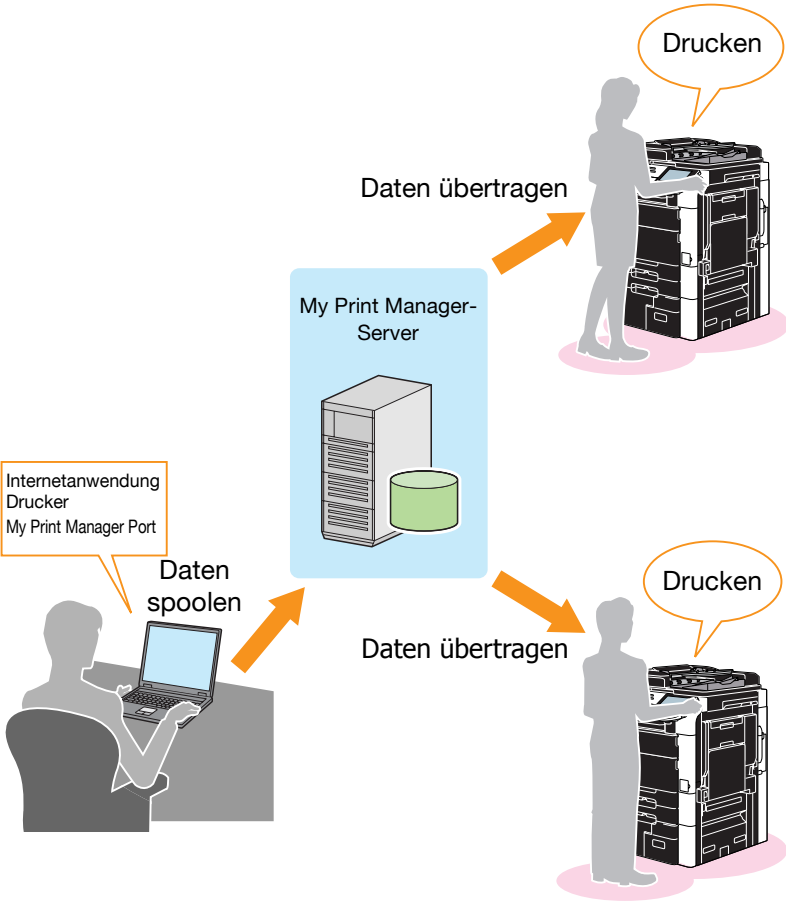 Drucken
Daten übertragen
My Print Manager-
Server
Internetanwendung
Drucker
My Print Manager Port
Daten
spoolen
Drucken
Daten übertragen